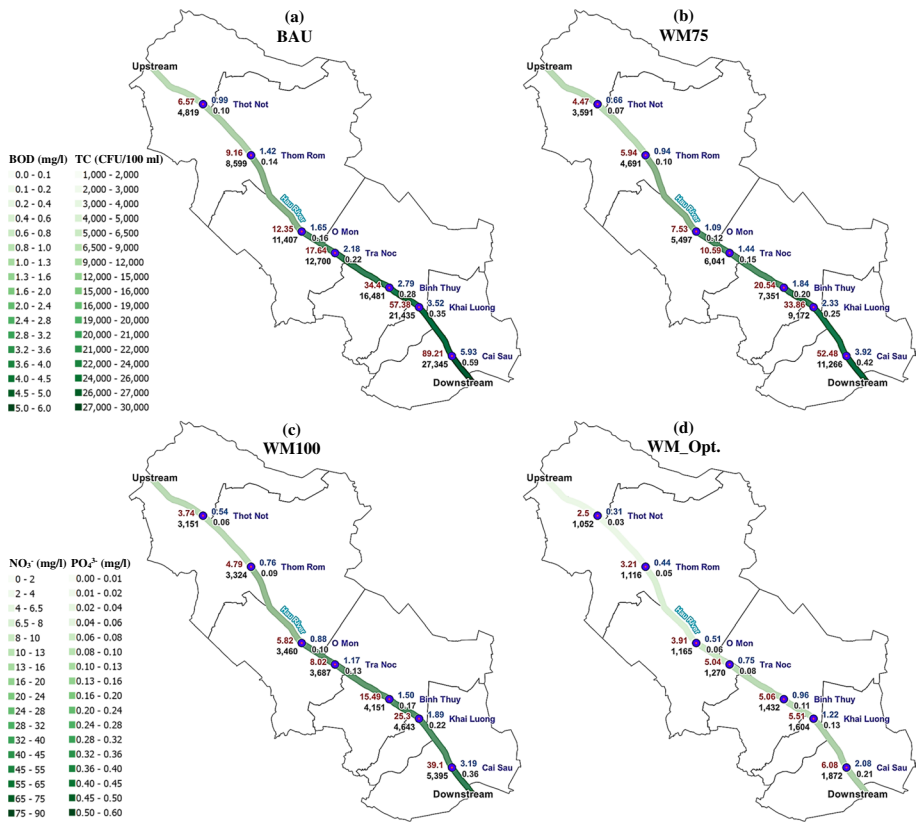 (a)
BAU
Upstream
6.57 0.99 Thot Not
4,819 0.10
9.16 1.42 Thom Rom
8,599 0.14
Hau River
12.35 1.65 O Mon
11,407 0.16
17.64 2.18 Tra Noc
12,700 0.22
34.4 2.79 Binh Thuy
16,481 0.28
57.38 3.52 Khai Luong
21,435 0.35
89.21 5.93 Cai Sau
27,345 0.59
Downstream
(b)
WM75
Upstream
4.47 0.66 Thot Not
3,591 0.07
5.94 0.94 Thom Rom
4,691 0.10
Hau River
7.53 1.09 O Mon
5,497 0.12
10.59 1.44 Tra Noc
6,041 0.15
20.54 1.84 Binh Thuy
7,351 0.20
33.86 2.33 Khai Luong
9,172 0.25
52.48 3.92 Cai Sau
11,266 0.42
Downstream
BOD (mg/l) TC (CFU/100 ml)
0.0 - 0.1 1,000 - 2,000
0.1 - 0.2 2,000 - 3,000
0.2 - 0.4 3,000 - 4,000
0.4 - 0.6 4,000 - 5,000
0.6 - 0.8 5,000 - 6,500
0.8 - 1.0 6,500 - 9,000
1.0 - 1.3 9,000 - 12,000
1.3 - 1.6 12,000 - 15,000
1.6 - 2.0 15,000 - 16,000
2.0 - 2.4 16,000 - 19,000
2.4 - 2.8 19,000 - 20,000
2.8 - 3.2 20,000 - 21,000
3.2 - 3.6 21,000 - 22,000
3.6 - 4.0 22,000 - 24,000
4.0 - 4.5 24,000 - 26,000
4.5 - 5.0 26,000 - 27,000
5.0 - 6.0 27,000 - 30,000
(c)
WM100
Upstream
3.74 0.54 Thot Not
3,151 0.06
4.79 0.76 Thom Rom
3,324 0.09
Hau River
5.82 0.88 O Mon
3,460 0.10
8.02 1.17 Tra Noc
3,687 0.13
15.49 1.50 Binh Thuy
4,151 0.17
25.3 1.89 Khai Luong
4,643 0.22
39.1 3.19 Cai Sau
5,395 0.36
Downstream
(d)
WM_Opt.
Upstream
2.5 0.31 Thot Not
1,052 0.03
3.21 0.44 Thom Rom
1,116 0.05
Hau River
3.91 0.51 O Mon
1,165 0.06
5.04 0.75 Tra Noc
1,270 0.08
5.06 0.96 Binh Thuy
1,432 0.11
5.51 1.22 Khai Luong
1,604 0.13
6.08 2.08 Cai Sau
1,872 0.21
Downstream
NO₃⁻ (mg/l) PO₄³⁻ (mg/l)
0 - 2 0.00 - 0.01
2 - 4 0.01 - 0.02
4 - 6.5 0.02 - 0.04
6.5 - 8 0.04 - 0.06
8 - 10 0.06 - 0.08
10 - 13 0.08 - 0.10
13 - 16 0.10 - 0.13
16 - 20 0.13 - 0.16
20 - 24 0.16 - 0.20
24 - 28 0.20 - 0.24
28 - 32 0.24 - 0.28
32 - 40 0.28 - 0.32
40 - 45 0.32 - 0.36
45 - 55 0.36 - 0.40
55 - 65 0.40 - 0.45
65 - 75 0.45 - 0.50
75 - 90 0.50 - 0.60